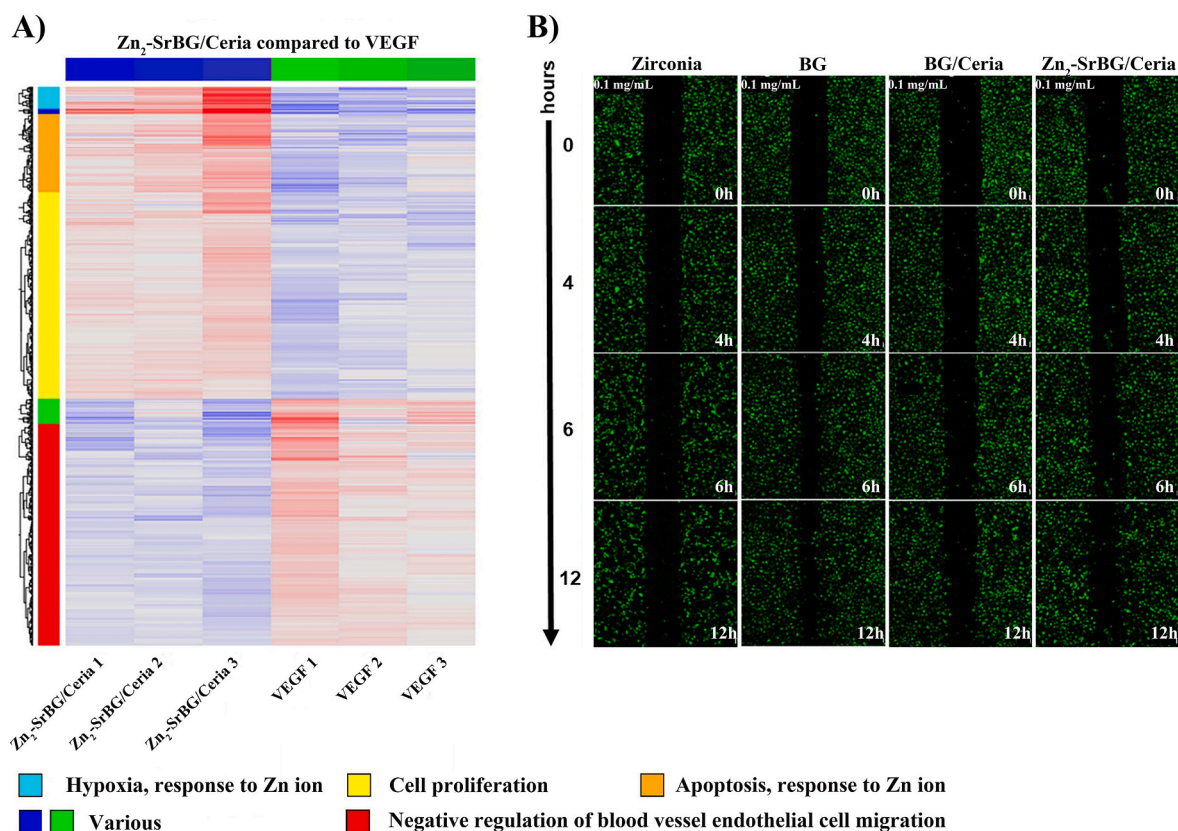 A)
Zn₂-SrBG/Ceria compared to VEGF
Zn₂-SrBG/Ceria 1
Zn₂-SrBG/Ceria 2
Zn₂-SrBG/Ceria 3
VEGF 1
VEGF 2
VEGF 3
B)
hours
0
4
6
12
Zirconia BG BG/Ceria Zn₂-SrBG/Ceria
0.1 mg/mL 0.1 mg/mL 0.1 mg/mL 0.1 mg/mL
0h 0h 0h 0h
4h 4h 4h 4h
6h 6h 6h 6h
12h 12h 12h 12h
Hypoxia, response to Zn ion Cell proliferation Apoptosis, response to Zn ion
Various Negative regulation of blood vessel endothelial cell migration